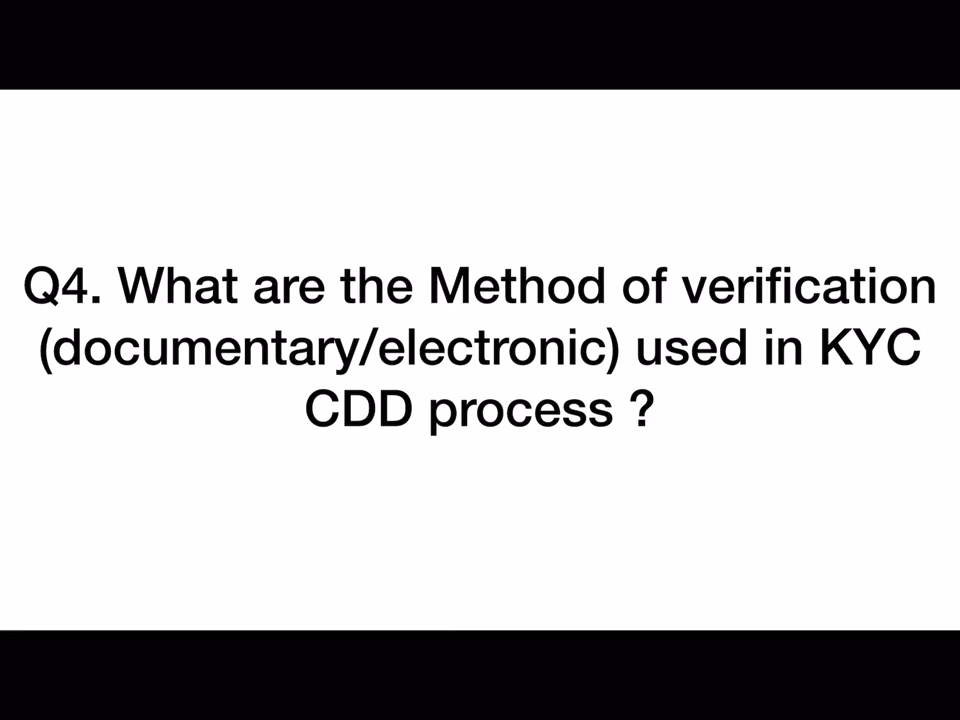 Q4. What are the Method of verification
(documentary/electronic) used in KYC
CDD process ?